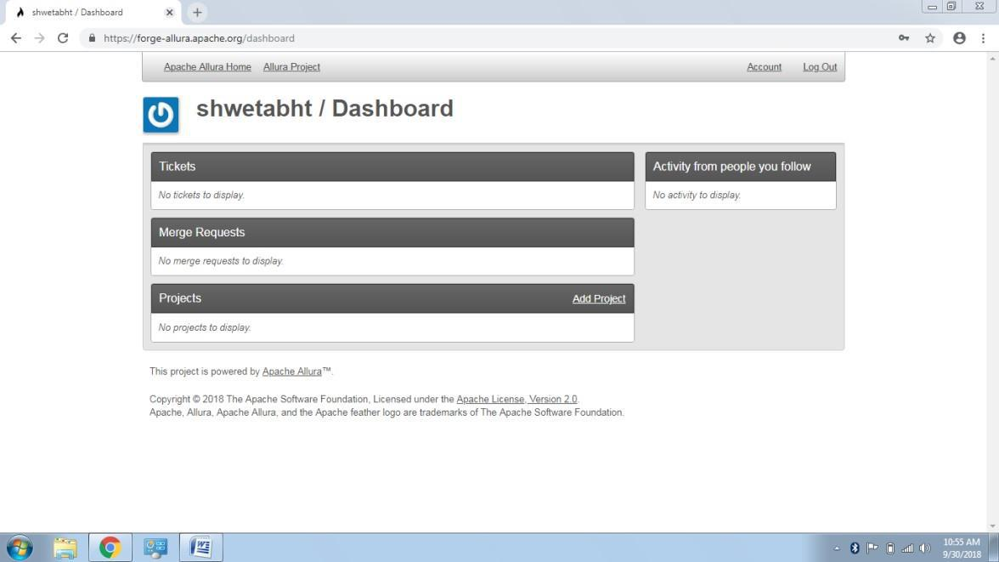 shwetabht / Dashboard
https://forge-allura.apache.org/dashboard
Apache Allura Home Allura Project Account Log Out
shwetabht / Dashboard
Tickets
No tickets to display.
Activity from people you follow
No activity to display.
Merge Requests
No merge requests to display.
Projects Add Project
No projects to display.
This project is powered by Apache Allura™.
Copyright © 2018 The Apache Software Foundation, Licensed under the Apache License, Version 2.0.
Apache, Allura, Apache Allura, and the Apache feather logo are trademarks of The Apache Software Foundation.
10:55 AM
9/30/2018